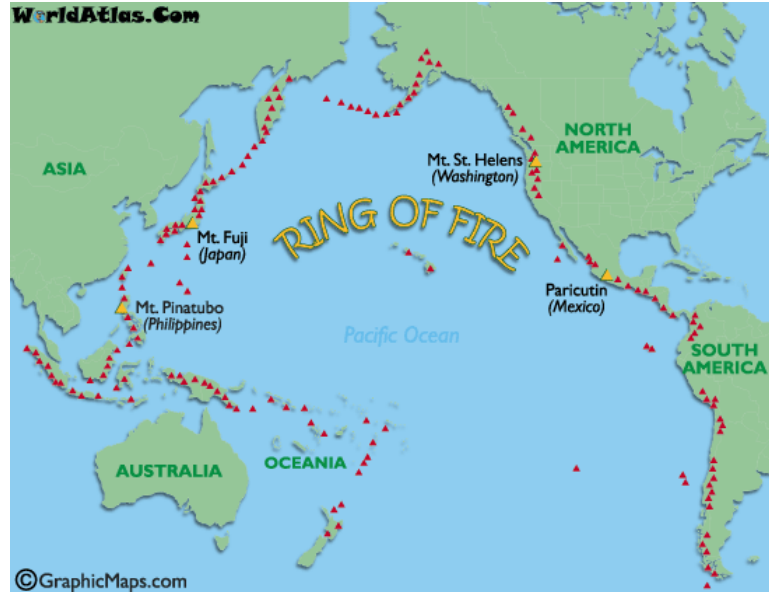 WorldAtlas.Com
NORTH
AMERICA
ASIA
Mt. St. Helens
(Washington)
RING OF FIRE
Mt. Fuji
(Japan)
Paricutin
(Mexico)
Mt. Pinatubo
(Philippines)
Pacific Ocean
SOUTH
AMERICA
AUSTRALIA
OCEANIA
©GraphicMaps.com